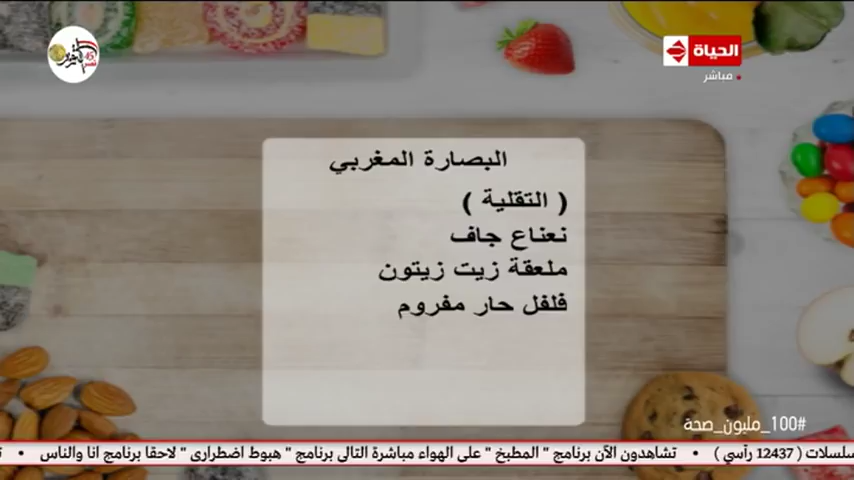 الحياة
مباشر
البصارة المغربي
( التقلية )
نعناع جاف
ملعقة زيت زيتون
فلفل حار مفروم
#100_مليون_صحة
سلسلات ( 12437 رأسي ) • تشاهدون الآن برنامج " المطبخ " على الهواء مباشرة التالى برنامج " هبوط اضطرارى " لاحقا برنامج انا والناس •